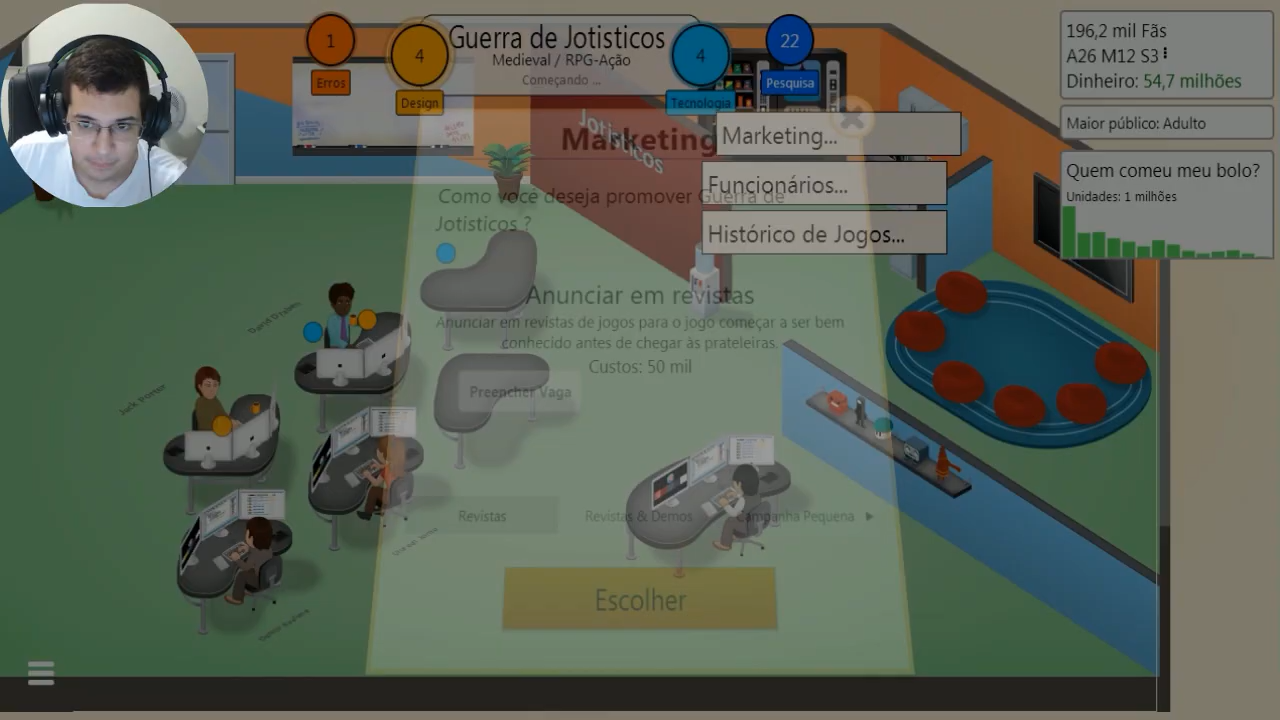 1
Erros
4
Design
Guerra de Jotisticos
Medieval / RPG-Ação
Começando ...
4
Tecnologia
22
Pesquisa
196,2 mil Fãs
A26 M12 S3
Dinheiro: 54,7 milhões
Maior público: Adulto
Quem comeu meu bolo?
Unidades: 1 milhões
Jotisticos
Marketing
Marketing...
Funcionários...
Histórico de Jogos...
Como você deseja promover Guerra de
Jotisticos ?
Anunciar em revistas
Anunciar em revistas de jogos para o jogo começar a ser bem
conhecido antes de chegar às prateleiras.
Custos: 50 mil
Preencher Vaga
Revistas
Revistas & Demos
Campanha Pequena
Escolher